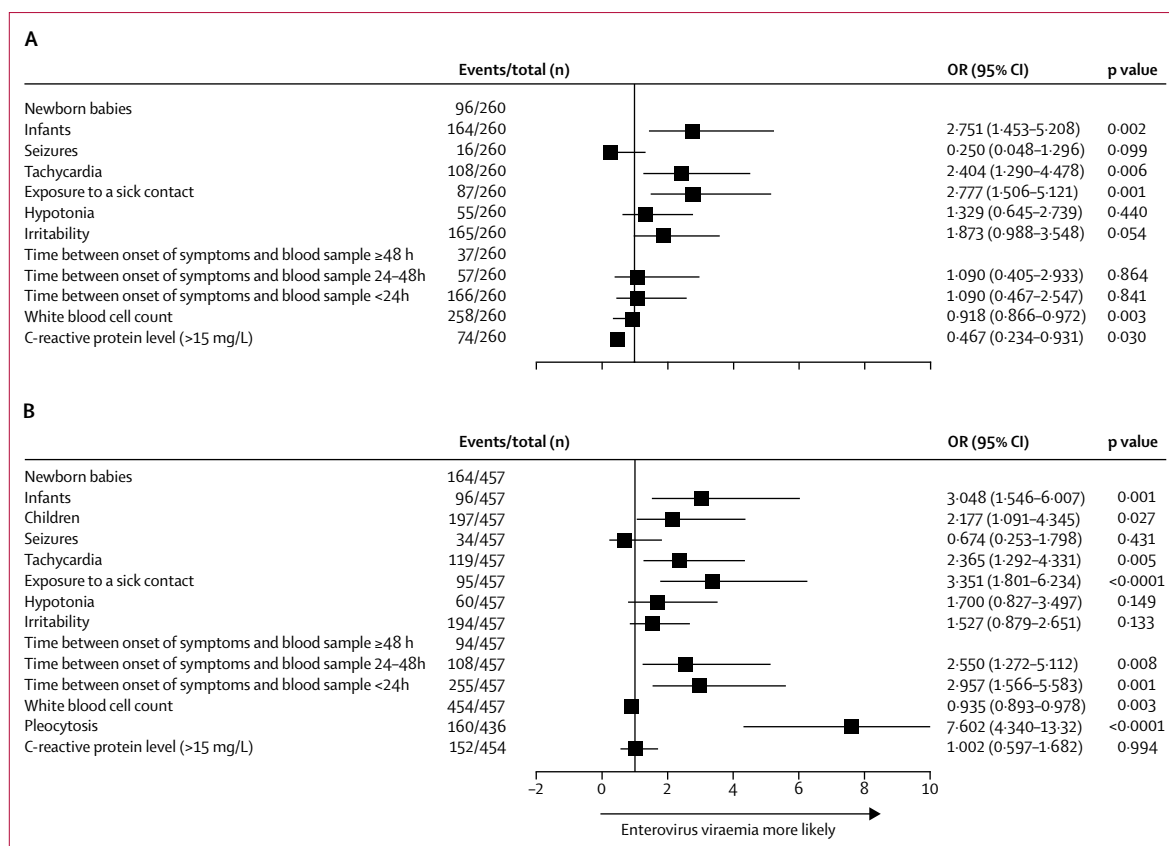 A
Events/total (n) OR (95% CI) p value
Newborn babies 96/260
Infants 164/260 2·751 (1·453–5·208) 0·002
Seizures 16/260 0·250 (0·048–1·296) 0·099
Tachycardia 108/260 2·404 (1·290–4·478) 0·006
Exposure to a sick contact 87/260 2·777 (1·506–5·121) 0·001
Hypotonia 55/260 1·329 (0·645–2·739) 0·440
Irritability 165/260 1·873 (0·988–3·548) 0·054
Time between onset of symptoms and blood sample ≥48 h 37/260
Time between onset of symptoms and blood sample 24–48h 57/260 1·090 (0·405–2·933) 0·864
Time between onset of symptoms and blood sample <24h 166/260 1·090 (0·467–2·547) 0·841
White blood cell count 258/260 0·918 (0·866–0·972) 0·003
C-reactive protein level (>15 mg/L) 74/260 0·467 (0·234–0·931) 0·030
B
Events/total (n) OR (95% CI) p value
Newborn babies 164/457
Infants 96/457 3·048 (1·546–6·007) 0·001
Children 197/457 2·177 (1·091–4·345) 0·027
Seizures 34/457 0·674 (0·253–1·798) 0·431
Tachycardia 119/457 2·365 (1·292–4·331) 0·005
Exposure to a sick contact 95/457 3·351 (1·801–6·234) <0·0001
Hypotonia 60/457 1·700 (0·827–3·497) 0·149
Irritability 194/457 1·527 (0·879–2·651) 0·133
Time between onset of symptoms and blood sample ≥48 h 94/457
Time between onset of symptoms and blood sample 24–48h 108/457 2·550 (1·272–5·112) 0·008
Time between onset of symptoms and blood sample <24h 255/457 2·957 (1·566–5·583) 0·001
White blood cell count 454/457 0·935 (0·893–0·978) 0·003
Pleocytosis 160/436 7·602 (4·340–13·32) <0·0001
C-reactive protein level (>15 mg/L) 152/454 1·002 (0·597–1·682) 0·994
–2 0 2 4 6 8 10
Enterovirus viraemia more likely